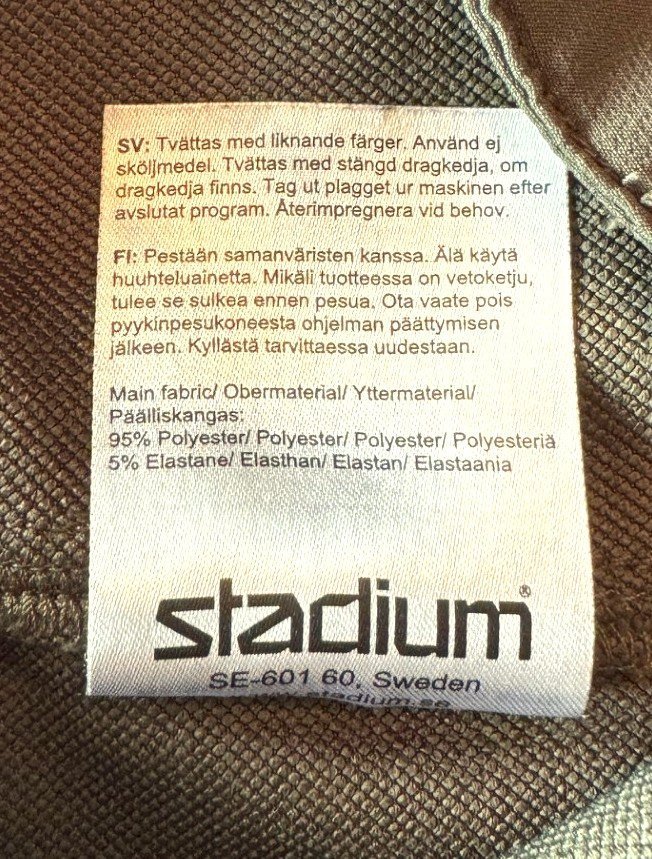 SV: Tvättas med liknande färger. Använd ej
sköljmedel. Tvättas med stängd dragkedja, om
dragkedja finns. Tag ut plagget ur maskinen efter
avslutat program. Återimpregnera vid behov.
FI: Pestään samanväristen kanssa. Älä käytä
huuhteluainetta. Mikäli tuotteessa on vetoketju,
tulee se sulkea ennen pesua. Ota vaate pois
pyykinpesukoneesta ohjelman päättymisen
jälkeen. Kyllästä tarvittaessa uudestaan.
Main fabric/ Obermaterial/ Yttermaterial/
Päälliskangas:
95% Polyester/ Polyester/ Polyester/ Polyesteriä
5% Elastane/ Elasthan/ Elastan/ Elastaania
stadium®
SE-601 60, Sweden
www.stadium.se